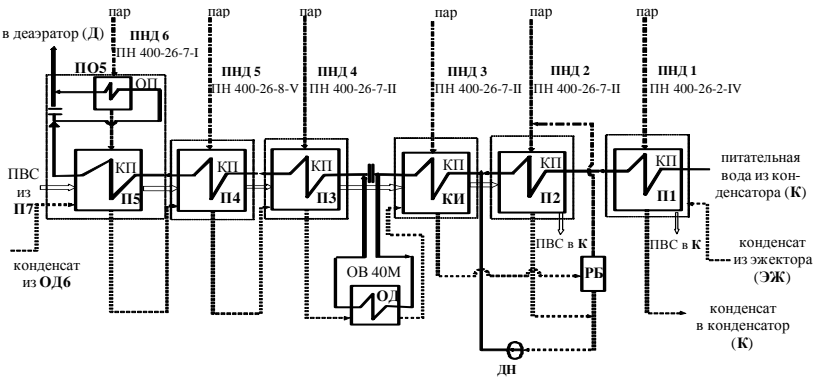 пар
пар
пар
пар
пар
пар
в деаэратор (Д)
ПНД 6
ПН 400-26-7-I
ПНД 5
ПН 400-26-8-V
ПНД 4
ПН 400-26-7-II
ПНД 3
ПН 400-26-7-II
ПНД 2
ПН 400-26-7-II
ПНД 1
ПН 400-26-2-IV
ПО5
ОП
КП
П5
КП
П4
КП
П3
КП
КИ
КП
П2
КП
П1
ПВС
из
П7
питательная
вода из кон-
денсатора (К)
ПВС в К
ПВС в К
конденсат
из ОД6
ОВ 40М
ОД
РБ
конденсат
из эжектора
(ЭЖ)
конденсат
в конденсатор
(К)
ДН